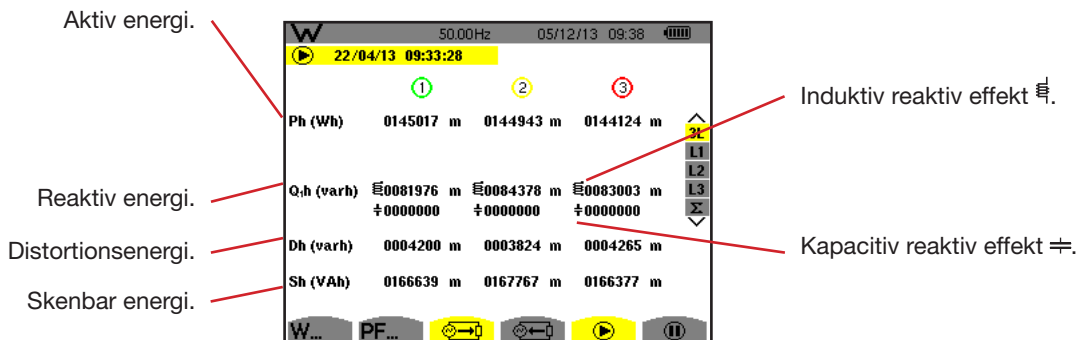 Aktiv energi.
Reaktiv energi.
Distortionsenergi.
Skenbar energi.
W 50.00Hz 05/12/13 09:38
22/04/13 09:33:28
1 2 3
Ph (Wh) 0145017 m 0144943 m 0144124 m
Q₁h (varh) 0081976 m 0084378 m 0083003 m
0000000 0000000 0000000
Dh (varh) 0004200 m 0003824 m 0004265 m
Sh (VAh) 0166639 m 0167767 m 0166377 m
3L
L1
L2
L3
Σ
W... PF...
Induktiv reaktiv effekt .
Kapacitiv reaktiv effekt .